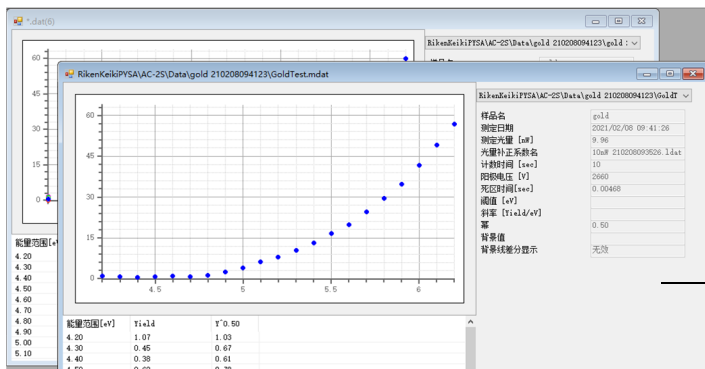 *.dat(6)
RikenKeikiPYSA\AC-2S\Data\gold 210208094123\gold
60
45
30
15
0
能量范围[eV
4.20
4.30
4.40
4.50
4.60
4.70
4.80
4.90
5.00
5.10
RikenKeikiPYSA\AC-2S\Data\gold 210208094123\GoldTest.mdat
RikenKeikiPYSA\AC-2S\Data\gold 210208094123\GoldT
样品名 gold
测定日期 2021/02/08 09:41:26
测定光量 [nW] 9.96
光量补正系数名 10nW 210208093526.ldat
计数时间 [sec] 10
阳极电压 [V] 2660
死区时间[sec] 0.00468
阈值 [eV]
斜率 [Yield/eV]
幂 0.50
背景值
背景线差分显示 无效
60
45
30
15
0
4.5 5 5.5 6
能量范围[eV] Yield Y^0.50
4.20 1.07 1.03
4.30 0.45 0.67
4.40 0.38 0.61